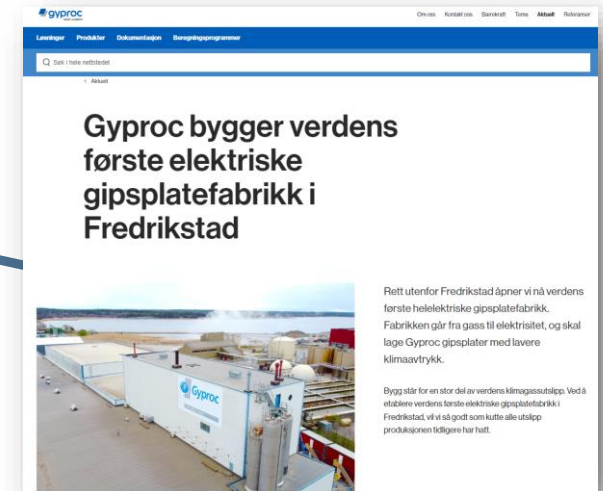 gyproc
Om oss Kontakt oss Bærekraft Tema Aktuelt Referanser
Løsninger Produkter Dokumentasjon Beregningsprogrammer
Søk i hele nettstedet
< Aktuelt
Gyproc bygger verdens
første elektriske
gipsplatefabrikk i
Fredrikstad
Rett utenfor Fredrikstad åpner vi nå verdens
første helelektriske gipsplatefabrikk.
Fabrikken går fra gass til elektrisitet, og skal
lage Gyproc gipsplater med lavere
klimaavtrykk.
Bygg står for en stor del av verdens klimagassutslipp. Ved å
etablere verdens første elektriske gipsplatefabrikk i
Fredrikstad, vil vi så godt som kutte alle utslipp
produksjonen tidligere har hatt.
Gyproc